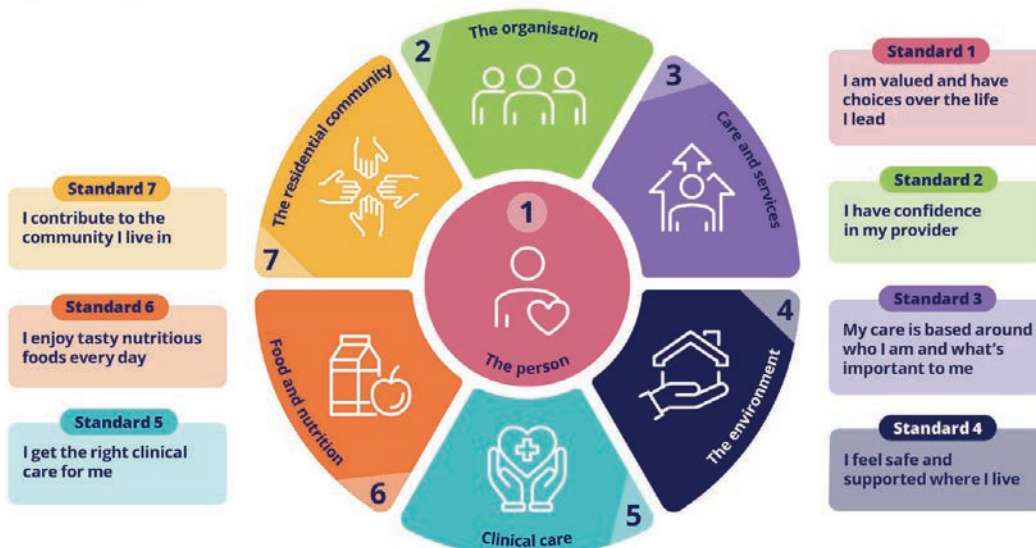 2
The organisation
3
Care and services
4
The environment
5
Clinical care
6
Food and nutrition
7
The residential community
1
The person
Standard 1
I am valued and have
choices over the life
I lead
Standard 2
I have confidence
in my provider
Standard 3
My care is based around
who I am and what's
important to me
Standard 4
I feel safe and
supported where I live
Standard 5
I get the right clinical
care for me
Standard 6
I enjoy tasty nutritious
foods every day
Standard 7
I contribute to the
community I live in